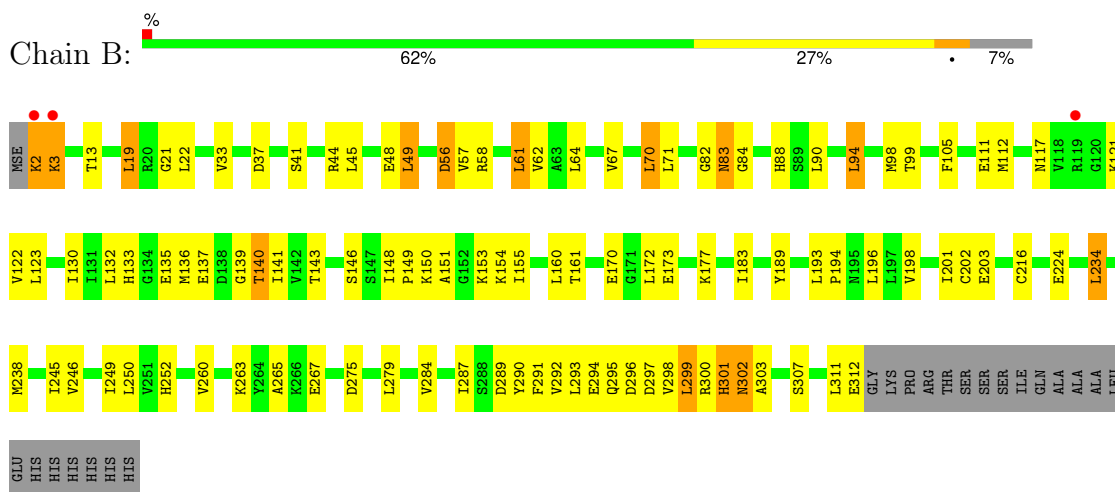 %
Chain B:
62% 27% • 7%
MSE K2 K3 T13 L19 R20 G21 L22 V33 D37 S41 R44 L45 E48 L49 D56 V57 R58 L61 V62 A63 L64 V67 L70 L71 G82 N83 G84 H88 S89 L90 L94 M98 T99 F105 E111 M112 N117 V118 R119 G120 K121
V122 L123 I130 I131 L132 H133 G134 E135 M136 E137 D138 G139 T140 I141 V142 T143 S146 S147 I148 P149 K150 A151 G152 K153 K154 I155 L160 T161 E170 G171 L172 E173 K177 I183 Y189 L193 P194 N195 L196 L197 V198 I201 C202 E203 C216 E224 L234
M238 I245 V246 I249 L250 V251 H252 V260 K263 Y264 A265 K266 E267 D275 L279 V284 I287 S288 D289 Y290 F291 V292 L293 E294 Q295 D296 D297 V298 L299 R300 H301 N302 A303 S307 L311 E312 GLY LYS PRO ARG THR SER SER SER ILE GLN ALA ALA ALA LEU
GLU HIS HIS HIS HIS HIS HIS